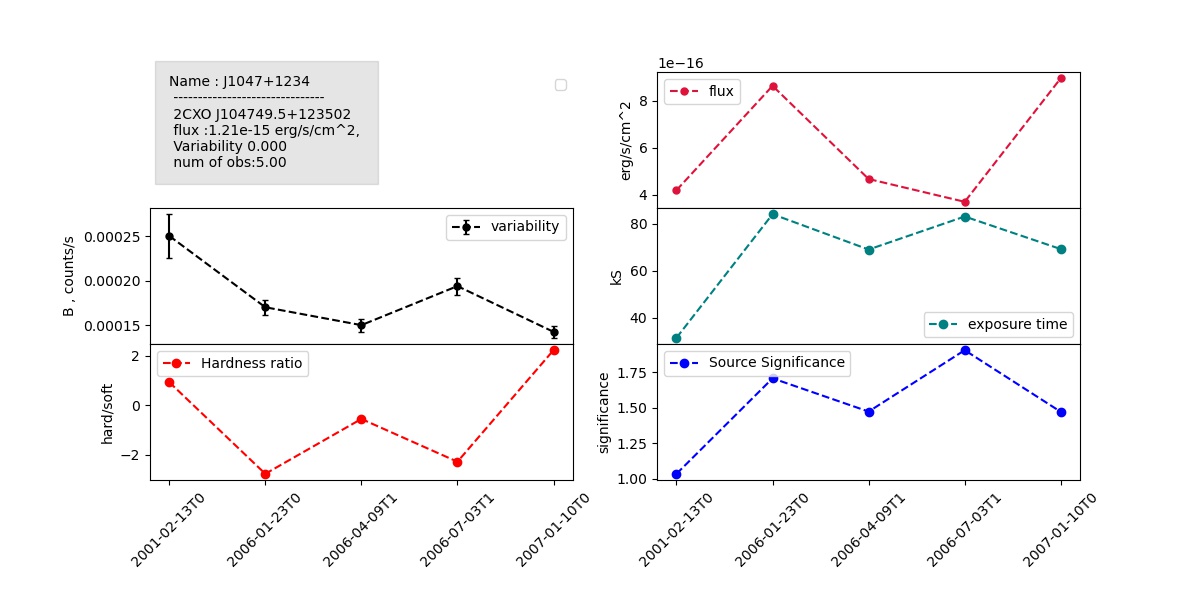 Name : J1047+1234
-------------------------------
2CXO J104749.5+123502
flux :1.21e-15 erg/s/cm^2,
Variability 0.000
num of obs:5.00
B , counts/s
0.00025
0.00020
0.00015
variability
hard/soft
2
0
−2
Hardness ratio
2001-02-13T0
2006-01-23T0
2006-04-09T1
2006-07-03T1
2007-01-10T0
1e−16
erg/s/cm^2
8
6
4
flux
kS
80
60
40
exposure time
significance
1.75
1.50
1.25
1.00
Source Significance
2001-02-13T0
2006-01-23T0
2006-04-09T1
2006-07-03T1
2007-01-10T0